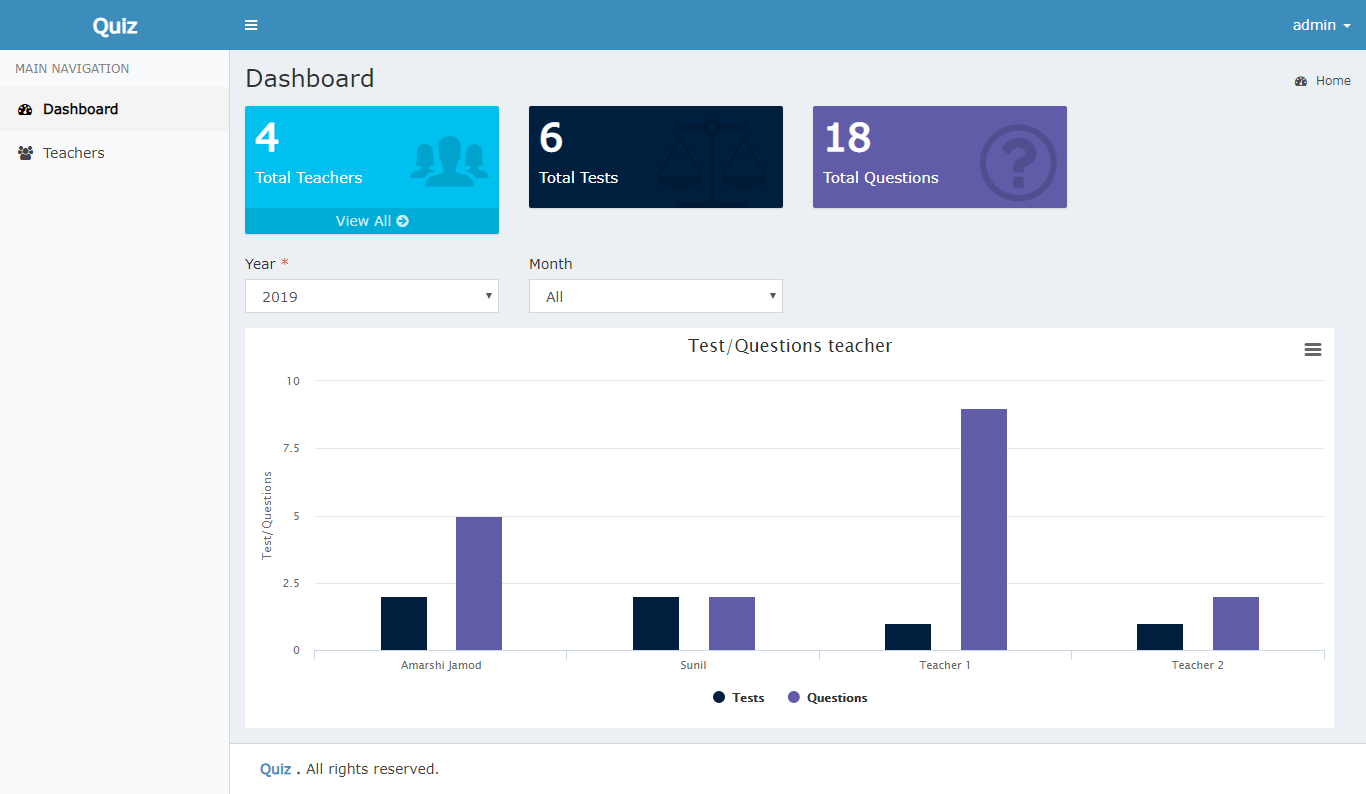 Quiz
admin
MAIN NAVIGATION
Dashboard
Teachers
Dashboard
Home
4
Total Teachers
View All
6
Total Tests
18
Total Questions
Year *
2019
Month
All
Test/Questions teacher
Test/Questions
10
7.5
5
2.5
0
Amarshi Jamod
Sunil
Teacher 1
Teacher 2
Tests
Questions
Quiz . All rights reserved.